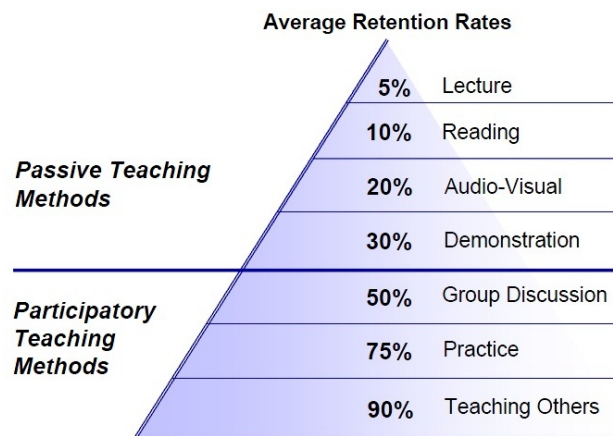 Average Retention Rates
5% Lecture
10% Reading
Passive Teaching
Methods
20% Audio-Visual
30% Demonstration
Participatory
Teaching
Methods
50% Group Discussion
75% Practice
90% Teaching Others